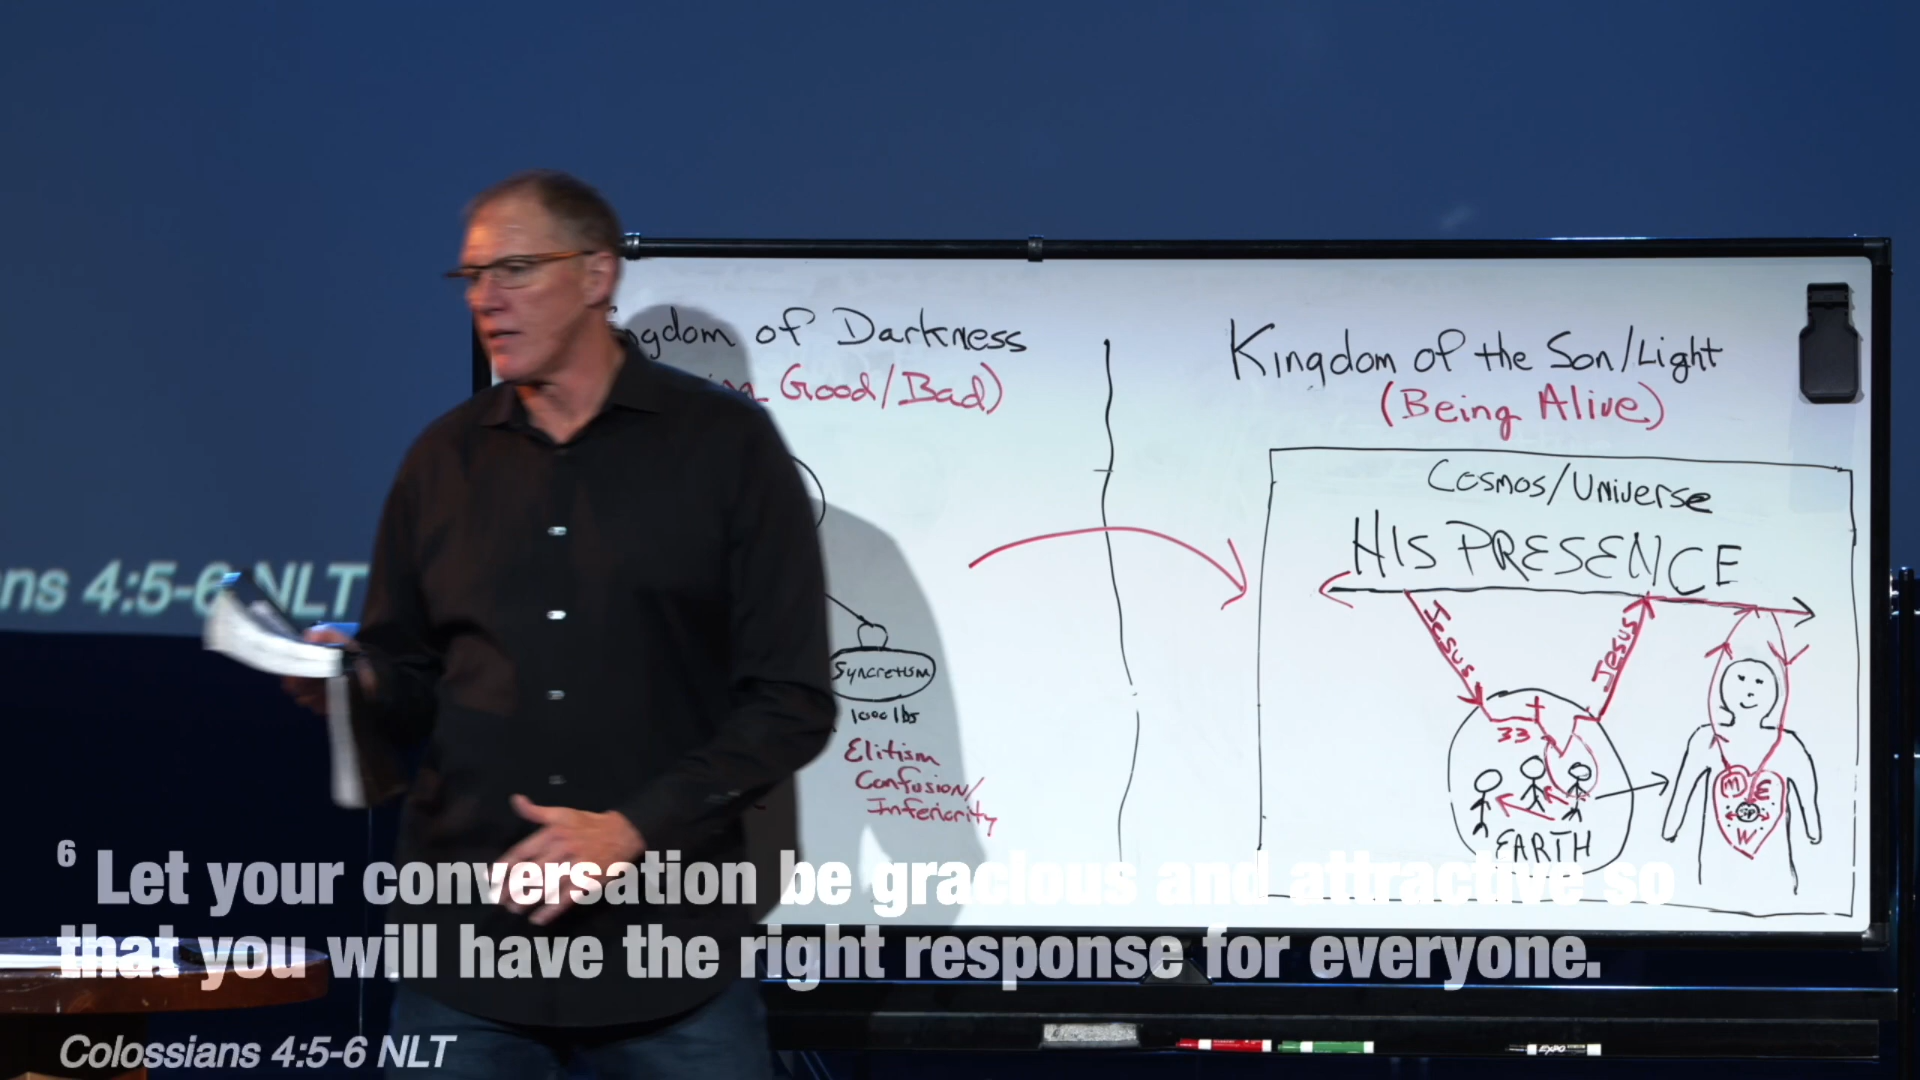 ngdom of Darkness
Good/Bad)
Syncretism
1000 lbs
Elitism
Confusion/
Inferiority
Kingdom of the Son/Light
(Being Alive)
Cosmos/Universe
HIS PRESENCE
Jesus
Jesus
33
EARTH
M E
W
ns 4:5-6 NLT
6 Let your conversation be gracious and attractive so
that you will have the right response for everyone.
Colossians 4:5-6 NLT
EXPO